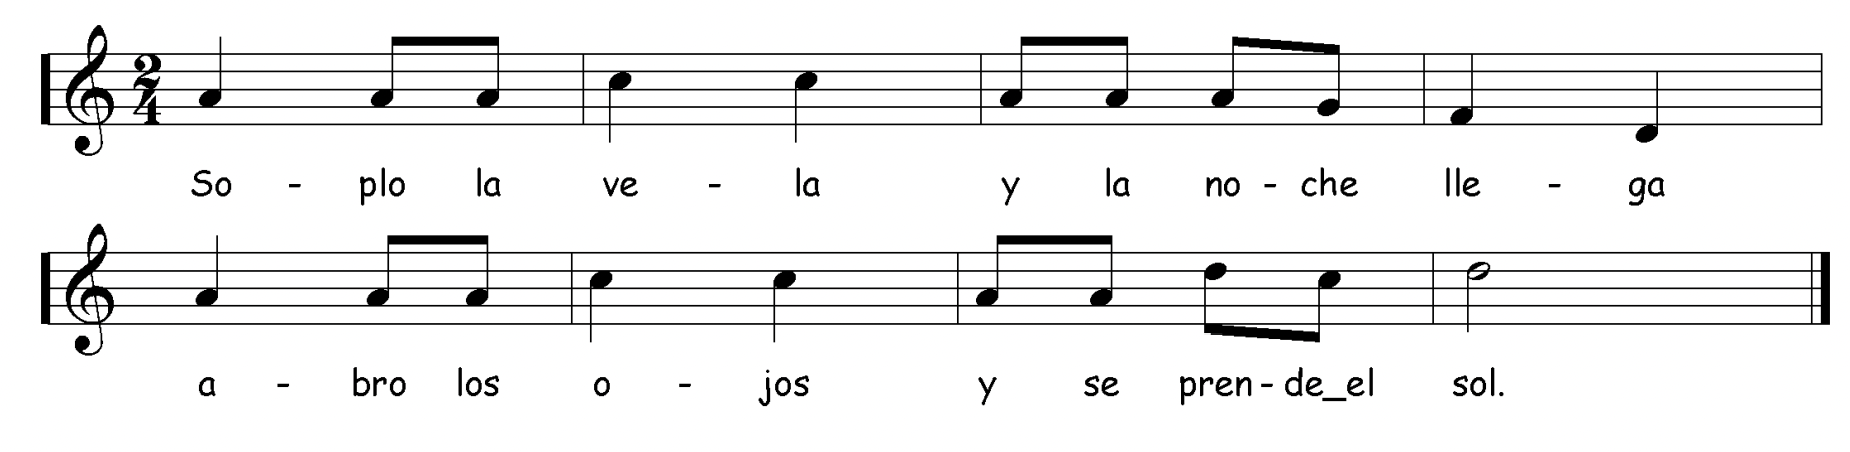 2
4
So - plo la ve - la y la no - che lle - ga
a - bro los o - jos y se pren - de_el sol.